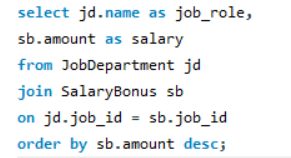 select jd.name as job_role,
sb.amount as salary
from JobDepartment jd
join SalaryBonus sb
on jd.job_id = sb.job_id
order by sb.amount desc;